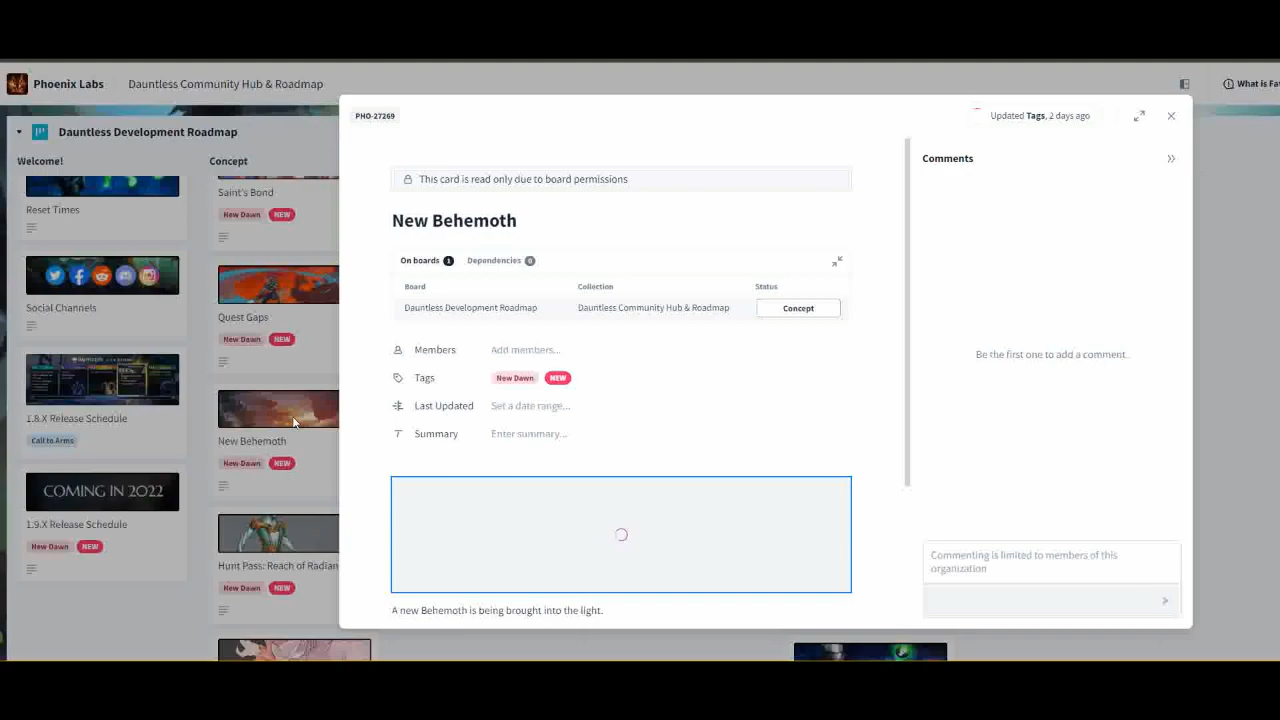 Phoenix Labs
Dauntless Community Hub & Roadmap
What is Fa
Dauntless Development Roadmap
Welcome!
Concept
Reset Times
Social Channels
1.8.X Release Schedule
Call to Arms
COMING IN 2022
1.9.X Release Schedule
New Dawn NEW
Saint's Bond
New Dawn NEW
Quest Gaps
New Dawn NEW
New Behemoth
New Dawn NEW
Hunt Pass: Reach of Radian
New Dawn NEW
PHO-27269
Updated Tags, 2 days ago
This card is read only due to board permissions
New Behemoth
On boards 1 Dependencies 0
Board Collection Status
Dauntless Development Roadmap Dauntless Community Hub & Roadmap Concept
Members Add members...
Tags New Dawn NEW
Last Updated Set a date range...
Summary Enter summary...
A new Behemoth is being brought into the light.
Comments
Be the first one to add a comment.
Commenting is limited to members of this
organization